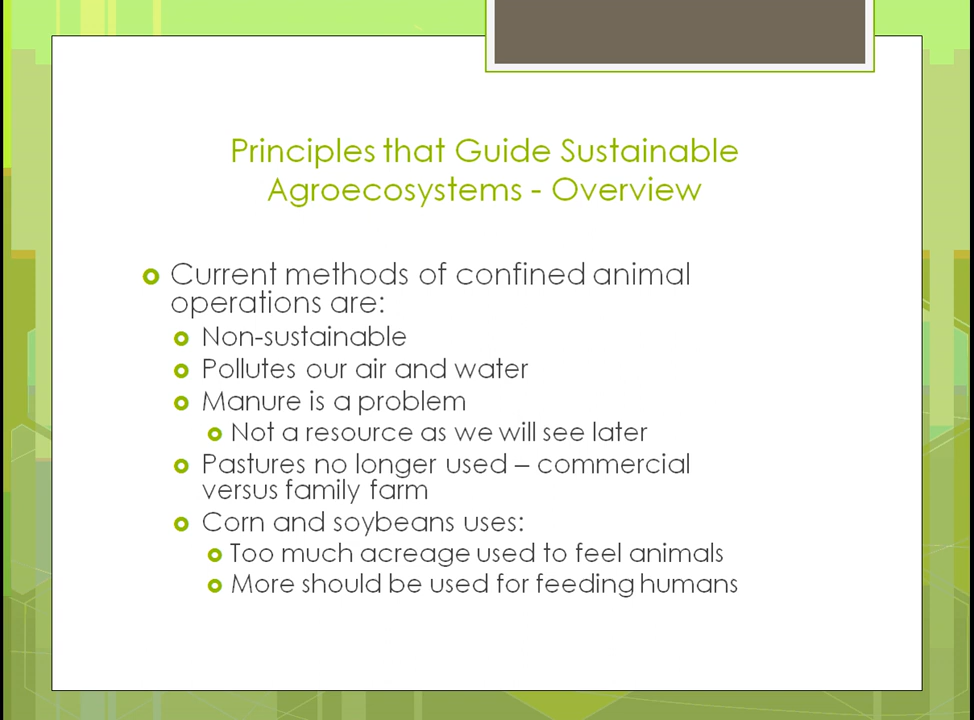 Principles that Guide Sustainable
Agroecosystems - Overview
Current methods of confined animal
operations are:
Non-sustainable
Pollutes our air and water
Manure is a problem
Not a resource as we will see later
Pastures no longer used – commercial
versus family farm
Corn and soybeans uses:
Too much acreage used to feel animals
More should be used for feeding humans